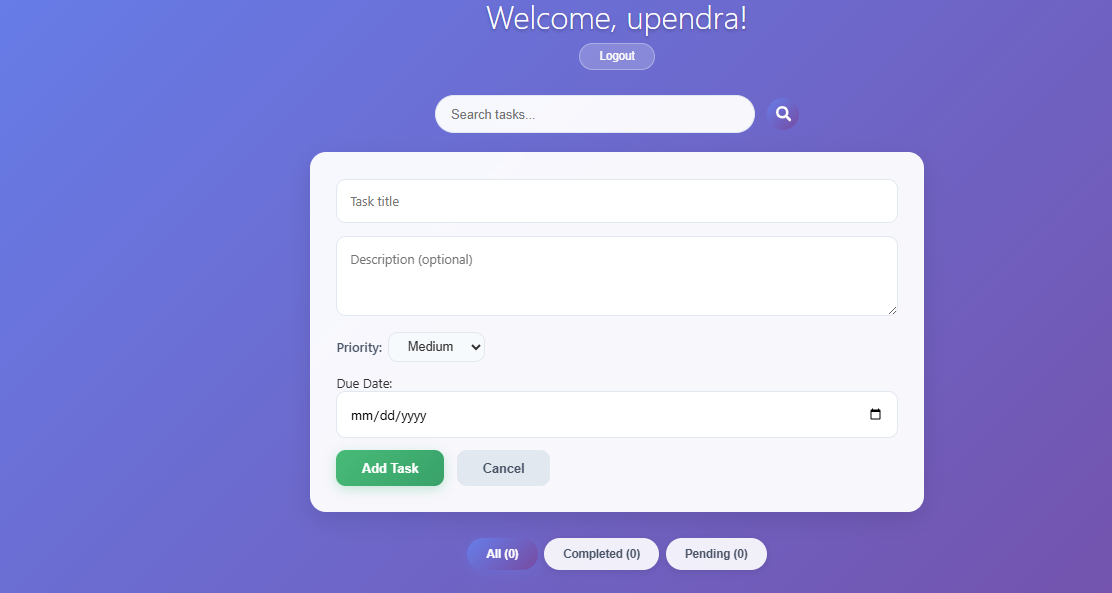 Welcome, upendra!
Logout
Search tasks...
Task title
Description (optional)
Priority: Medium
Due Date:
mm/dd/yyyy
Add Task Cancel
All (0) Completed (0) Pending (0)